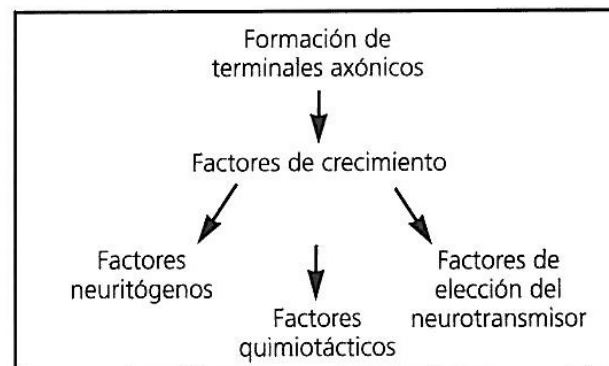 Formación de
terminales axónicos
Factores de crecimiento
Factores
neuritógenos
Factores
quimiotácticos
Factores de
elección del
neurotransmisor